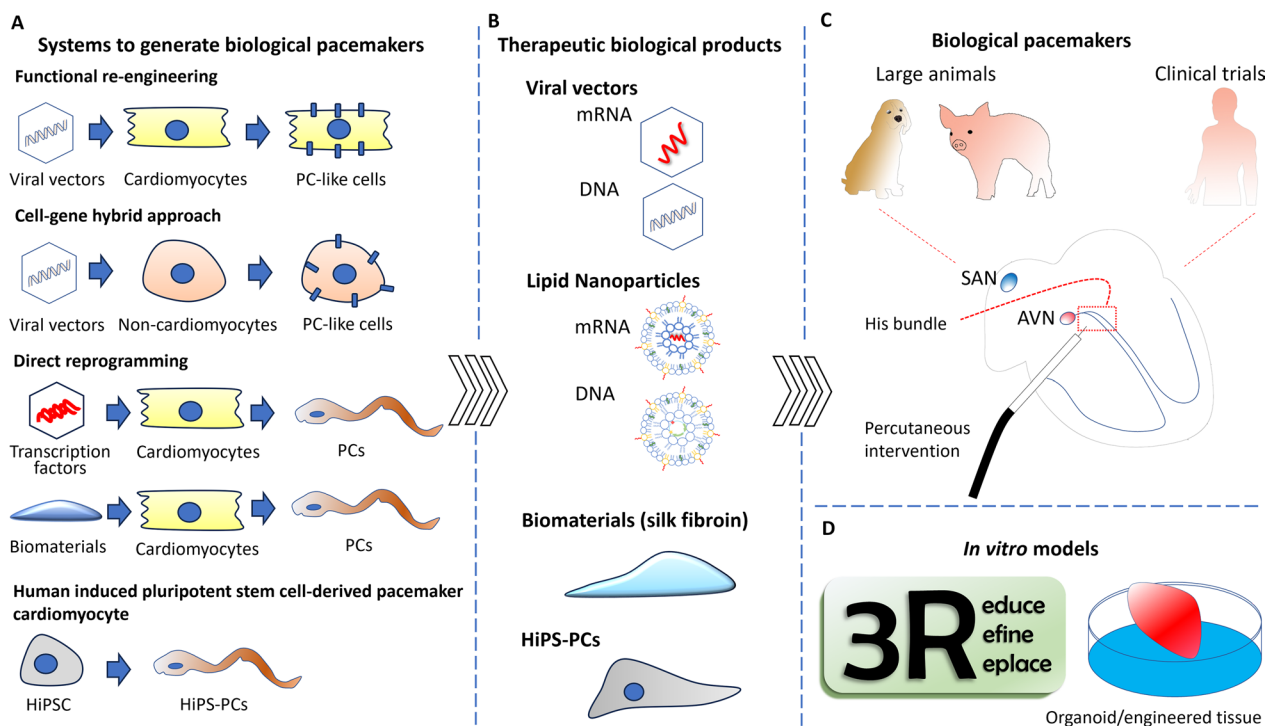 A
Systems to generate biological pacemakers
Functional re-engineering
Viral vectors
Cardiomyocytes
PC-like cells
Cell-gene hybrid approach
Viral vectors
Non-cardiomyocytes
PC-like cells
Direct reprogramming
Transcription
factors
Cardiomyocytes
PCs
Biomaterials
Cardiomyocytes
PCs
Human induced pluripotent stem cell-derived pacemaker
cardiomyocyte
HiPSC
HiPS-PCs
B
Therapeutic biological products
Viral vectors
mRNA
DNA
Lipid Nanoparticles
mRNA
DNA
Biomaterials (silk fibroin)
HiPS-PCs
C
Biological pacemakers
Large animals
Clinical trials
SAN
His bundle
AVN
Percutaneous
intervention
D
In vitro models
3R educe
efine
eplace
Organoid/engineered tissue